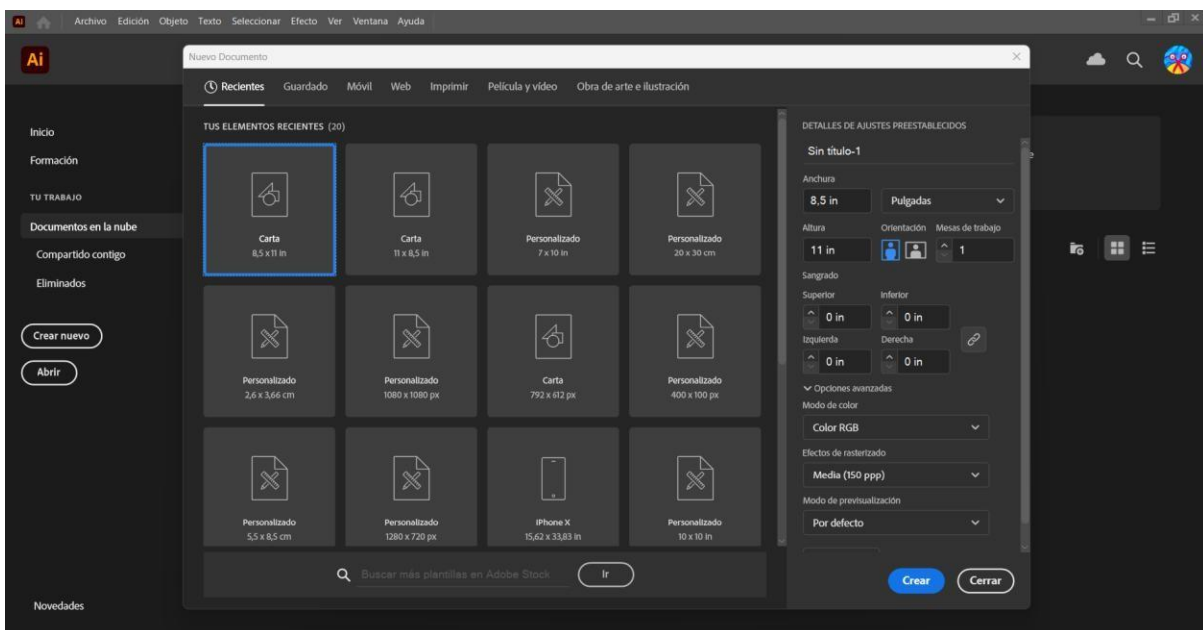 Ai Archivo Edición Objeto Texto Seleccionar Efecto Ver Ventana Ayuda
Ai
Inicio
Formación
TU TRABAJO
Documentos en la nube
Compartido contigo
Eliminados
Crear nuevo
Abrir
Novedades
Nuevo Documento
Recientes Guardado Móvil Web Imprimir Película y vídeo Obra de arte e ilustración
TUS ELEMENTOS RECIENTES (20)
Carta
8,5 x 11 in
Carta
11 x 8,5 in
Personalizado
7 x 10 in
Personalizado
20 x 30 cm
Personalizado
2,6 x 3,66 cm
Personalizado
1080 x 1080 px
Carta
792 x 612 px
Personalizado
400 x 100 px
Personalizado
5,5 x 8,5 cm
Personalizado
1280 x 720 px
iPhone X
15,62 x 33,83 in
Personalizado
10 x 10 in
Buscar más plantillas en Adobe Stock
Ir
DETALLES DE AJUSTES PREESTABLECIDOS
Sin título-1
Anchura
8,5 in Pulgadas
Altura Orientación Mesas de trabajo
11 in 1
Sangrado
Superior Inferior
0 in 0 in
Izquierda Derecha
0 in 0 in
Opciones avanzadas
Modo de color
Color RGB
Efectos de rasterizado
Media (150 ppp)
Modo de previsualización
Por defecto
Crear Cerrar